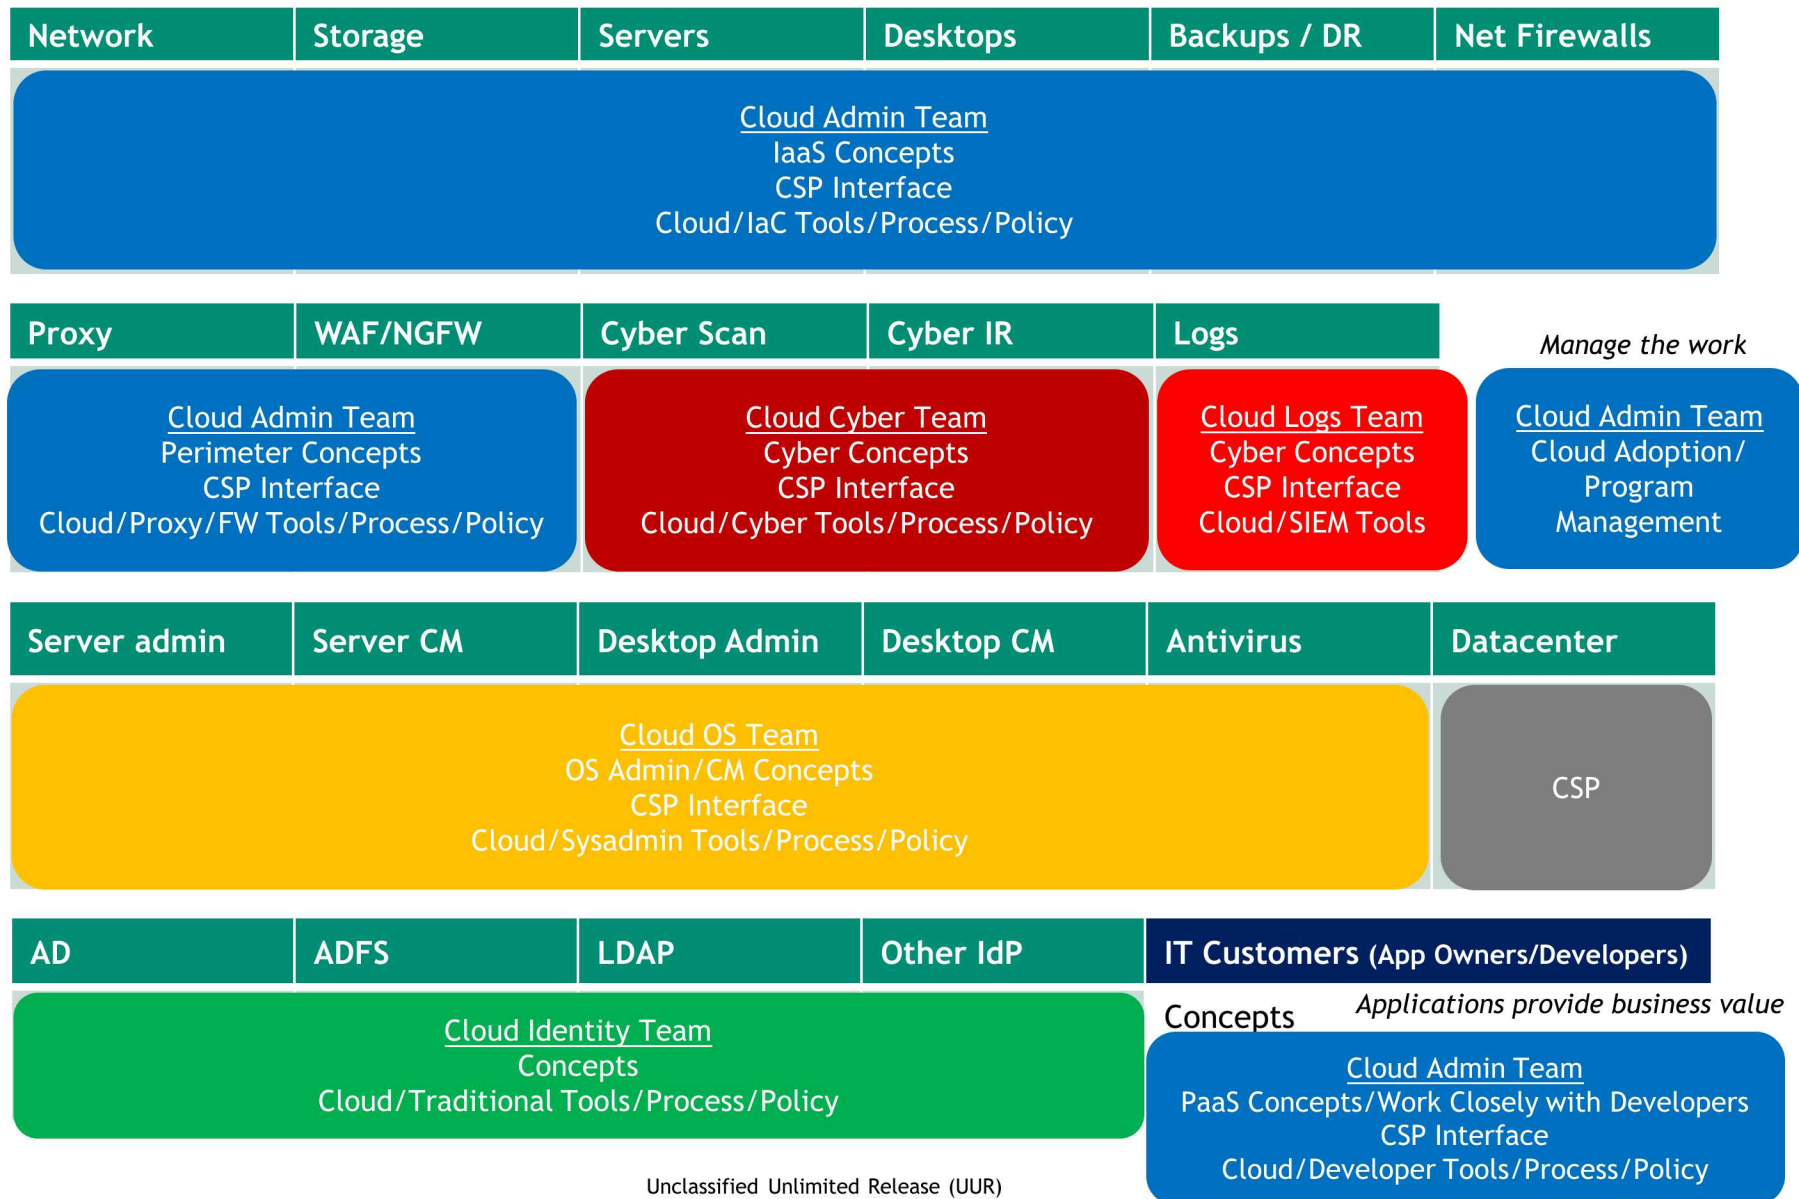 Network Storage Servers Desktops Backups / DR Net Firewalls
Cloud Admin Team
IaaS Concepts
CSP Interface
Cloud/IaC Tools/Process/Policy
Proxy WAF/NGFW Cyber Scan Cyber IR Logs
Manage the work
Cloud Admin Team
Perimeter Concepts
CSP Interface
Cloud/Proxy/FW Tools/Process/Policy
Cloud Cyber Team
Cyber Concepts
CSP Interface
Cloud/Cyber Tools/Process/Policy
Cloud Logs Team
Cyber Concepts
CSP Interface
Cloud/SIEM Tools
Cloud Admin Team
Cloud Adoption/
Program
Management
Server admin Server CM Desktop Admin Desktop CM Antivirus Datacenter
Cloud OS Team
OS Admin/CM Concepts
CSP Interface
Cloud/Sysadmin Tools/Process/Policy
CSP
AD ADFS LDAP Other IdP IT Customers (App Owners/Developers)
Cloud Identity Team
Concepts
Cloud/Traditional Tools/Process/Policy
Concepts
Applications provide business value
Cloud Admin Team
PaaS Concepts/Work Closely with Developers
CSP Interface
Cloud/Developer Tools/Process/Policy
Unclassified Unlimited Release (UUR)